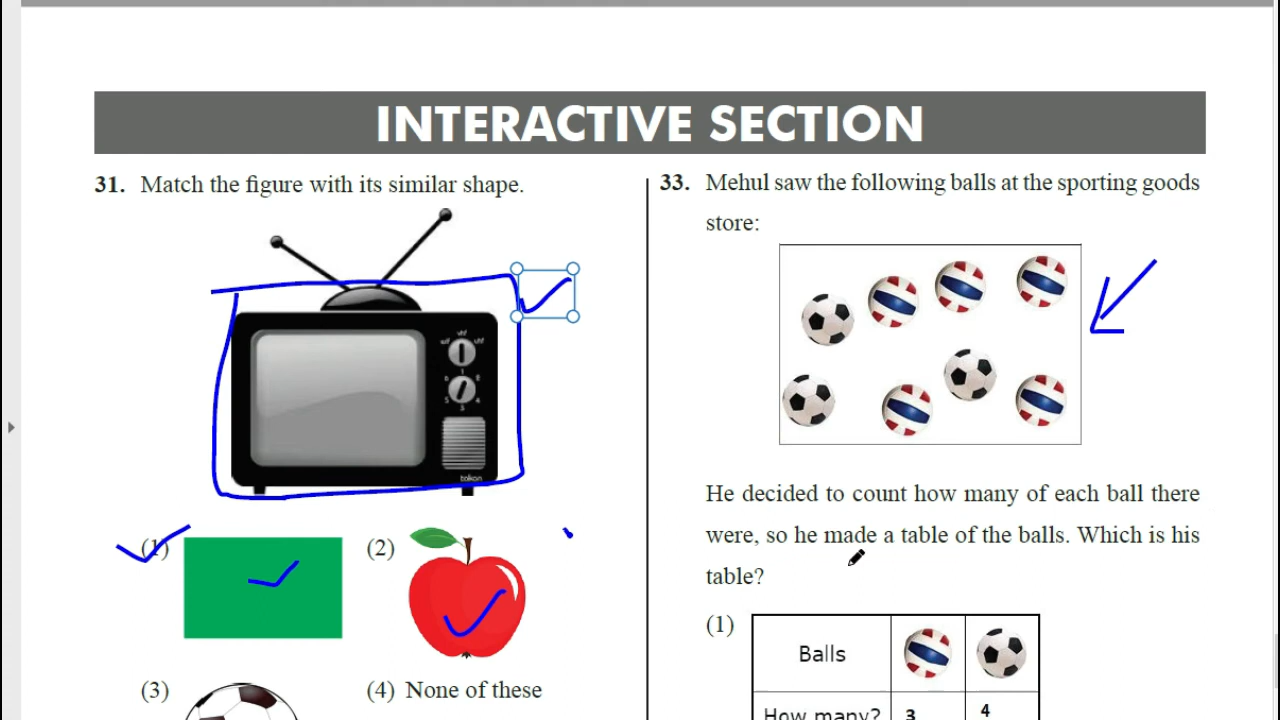 INTERACTIVE SECTION
31. Match the figure with its similar shape.
talkon
(1)
(2)
(3)
(4) None of these
33. Mehul saw the following balls at the sporting goods
store:
He decided to count how many of each ball there
were, so he made a table of the balls. Which is his
table?
(1)
Balls
How many? 3 4